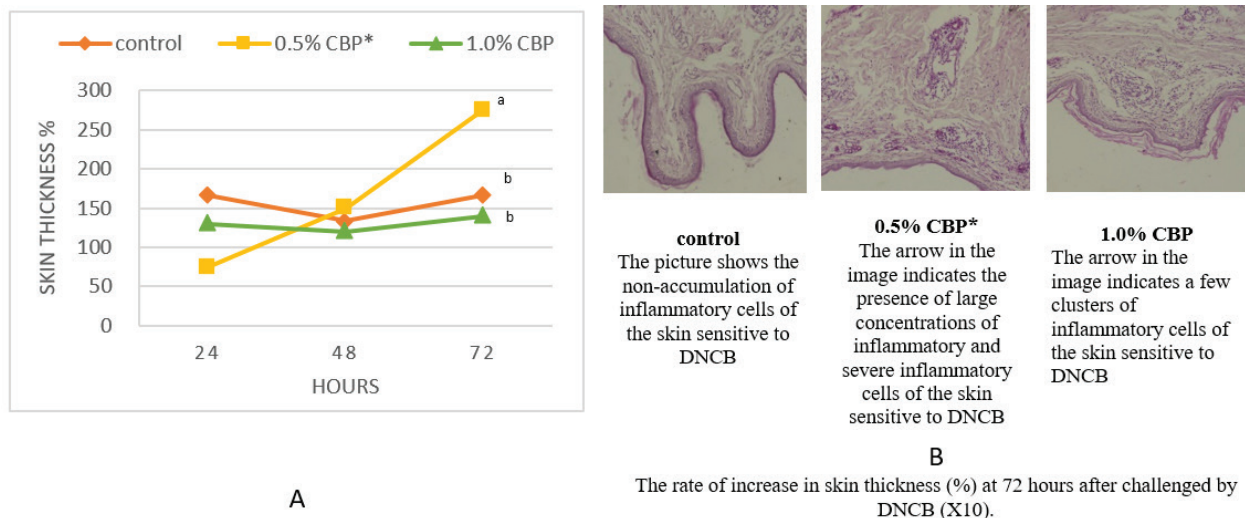 control 0.5% CBP* 1.0% CBP
300
250
200
150
100
50
0
SKIN THICKNESS %
a
b
b
24 48 72
HOURS
A
control
The picture shows the
non-accumulation of
inflammatory cells of
the skin sensitive to
DNCB
0.5% CBP*
The arrow in the
image indicates the
presence of large
concentrations of
inflammatory and
severe inflammatory
cells of the skin
sensitive to DNCB
1.0% CBP
The arrow in the
image indicates a few
clusters of
inflammatory cells of
the skin sensitive to
DNCB
B
The rate of increase in skin thickness (%) at 72 hours after challenged by
DNCB (X10).